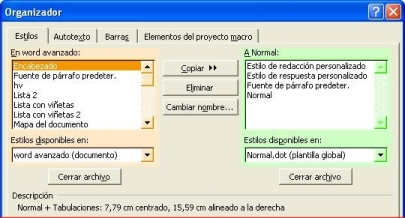 Organizador
Estilos
Autotexto
Barras
Elementos del proyecto macro
En word avanzado:
Encabezado
Fuente de párrafo predeter.
hv
Lista 2
Lista con viñetas
Lista con viñetas 2
Mapa del documento
Copiar
Eliminar
Cambiar nombre...
A Normal:
Estilo de redacción personalizado
Estilo de respuesta personalizado
Fuente de párrafo predeter.
Normal
Estilos disponibles en:
word avanzado (documento)
Cerrar archivo
Estilos disponibles en:
Normal.dot (plantilla global)
Cerrar archivo
Descripción
Normal + Tabulaciones: 7,79 cm centrado, 15,59 cm alineado a la derecha